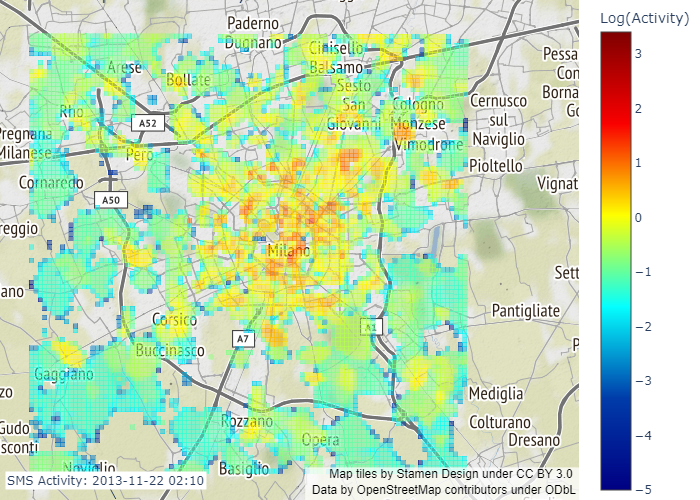 Log(Activity)
3
2
1
0
−1
−2
−3
−4
−5
Paderno
Dugnano
Cinisello
Balsamo
Arese
Bollate
Sesto
San
Giovanni
Cologno
Monzese
Cernusco
sul
Naviglio
Pessa
Con
Borna
Go
Rho
A52
Pregnana
Milanese
Pero
Vimodrone
Pioltello
Cornaredo
A50
Vignat
reggio
Milano
Sett
ano
Corsico
A7
A1
Pantigliate
Buccinasco
P
Gaggiano
zo
Mediglia
Rozzano
Colturano
Gudo
sconti
Opera
Dresano
Noviglio
Basiglio
SMS Activity: 2013-11-22 02:10
Map tiles by Stamen Design under CC BY 3.0
Data by OpenStreetMap contributors under ODbL